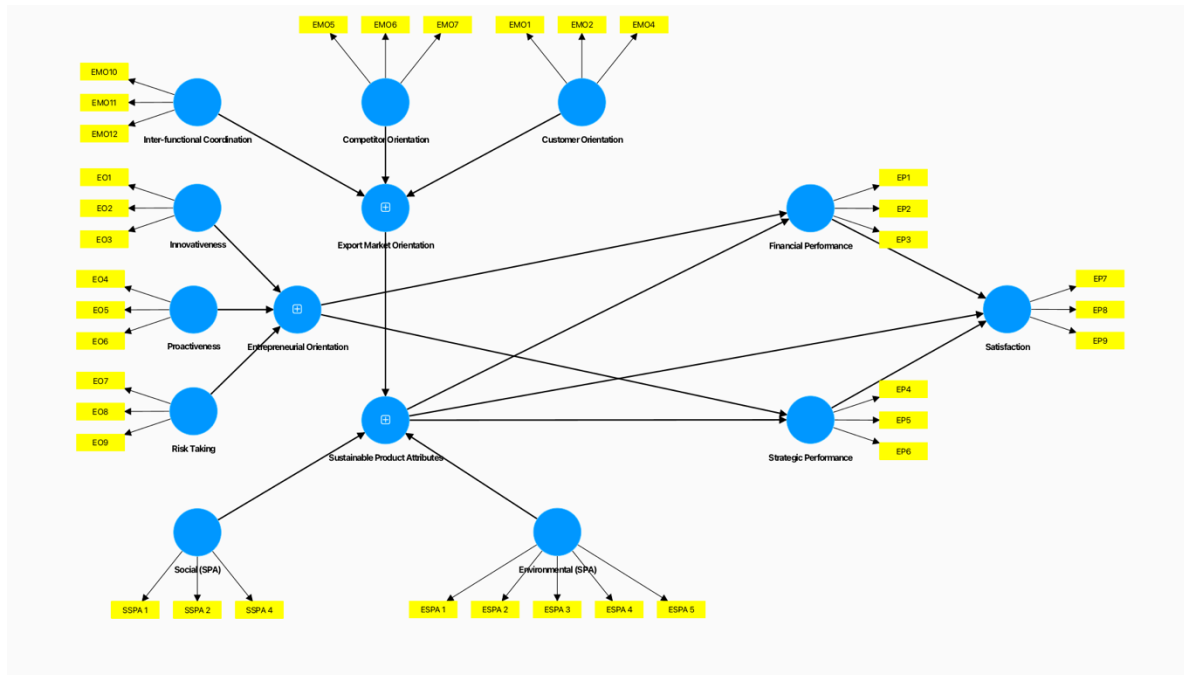 EMO5
EMO6
EMO7
EMO1
EMO2
EMO4
EMO10
EMO11
EMO12
Inter-functional Coordination
Competitor Orientation
Customer Orientation
EO1
EO2
EO3
Innovativeness
Export Market Orientation
Financial Performance
EP1
EP2
EP3
EO4
EO5
EO6
Proactiveness
Entrepreneurial Orientation
Satisfaction
EP7
EP8
EP9
EO7
EO8
EO9
Risk Taking
Sustainable Product Attributes
Strategic Performance
EP4
EP5
EP6
Social (SPA)
Environmental (SPA)
SSPA 1
SSPA 2
SSPA 4
ESPA 1
ESPA 2
ESPA 3
ESPA 4
ESPA 5